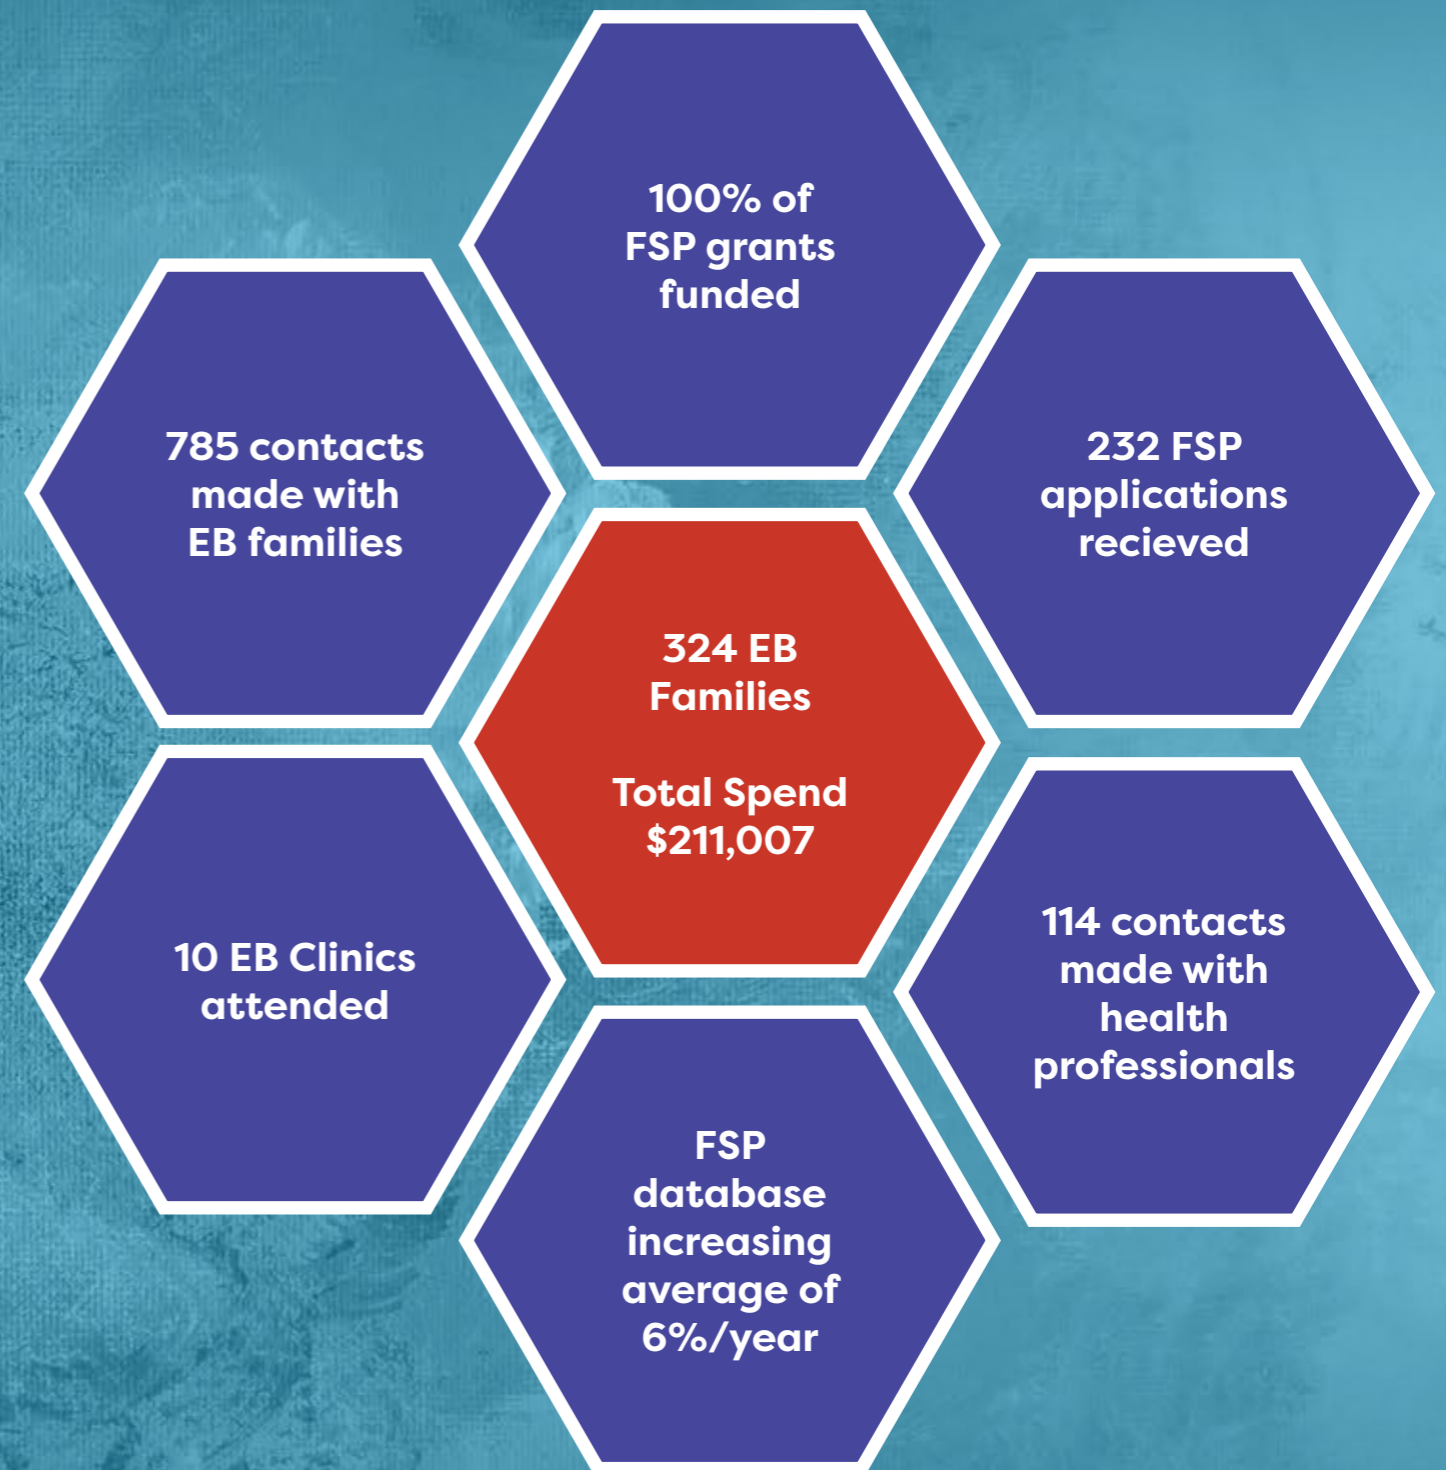 100% of
FSP grants
funded
785 contacts
made with
EB families
232 FSP
applications
recieved
324 EB
Families
Total Spend
$211,007
10 EB Clinics
attended
114 contacts
made with
health
professionals
FSP
database
increasing
average of
6%/year